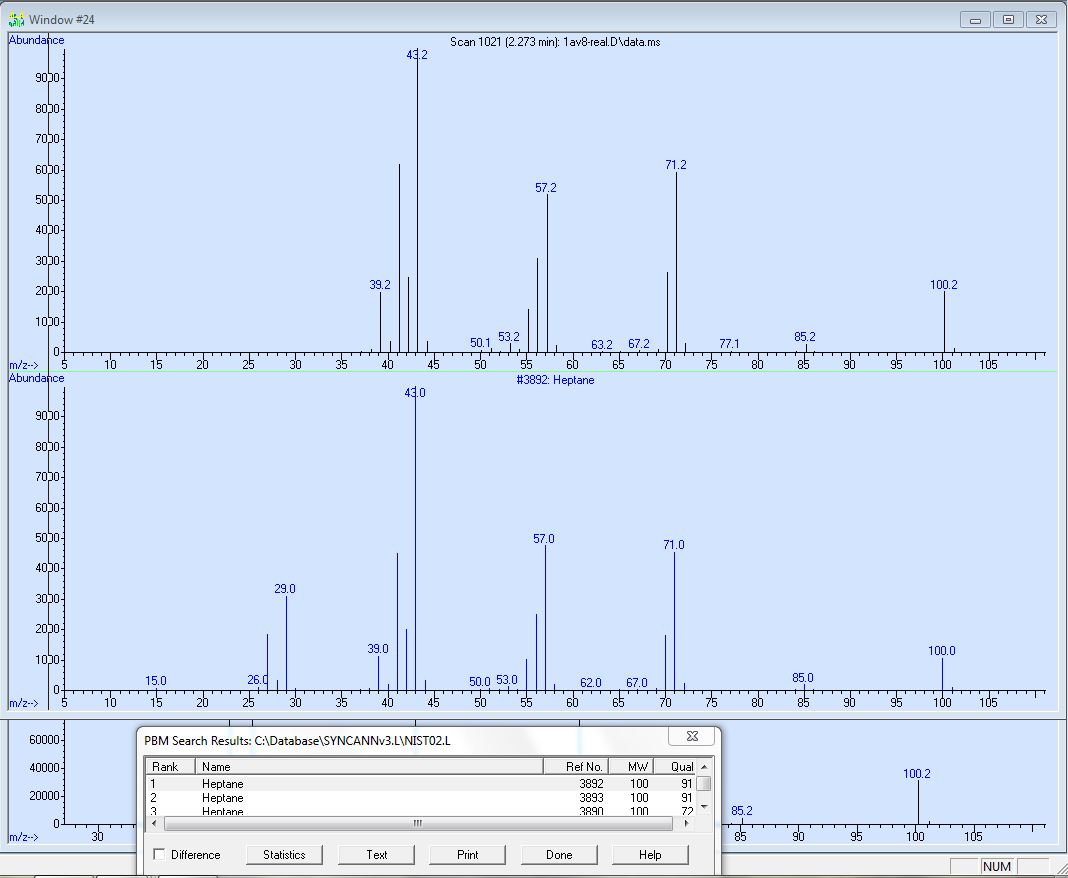 Window #24
Abundance
Scan 1021 (2.273 min): 1av8-real.D\data.ms
43.2
9000
8000
7000
6000
71.2
57.2
5000
4000
3000
39.2
100.2
2000
1000
50.1 53.2 63.2 67.2 77.1 85.2
0
5 10 15 20 25 30 35 40 45 50 55 60 65 70 75 80 85 90 95 100 105
m/z-->
Abundance
#3892: Heptane
43.0
9000
8000
7000
6000
57.0 71.0
5000
4000
29.0
3000
2000
39.0 100.0
1000
15.0 26.0 50.0 53.0 62.0 67.0 85.0
0
5 10 15 20 25 30 35 40 45 50 55 60 65 70 75 80 85 90 95 100 105
m/z-->
60000
40000
20000
0
m/z-->
30
100.2
85.2
85 90 95 100 105
PBM Search Results: C:\Database\SYNCANNv3.L\NIST02.L
Rank Name Ref No. MW Qual
1 Heptane 3892 100 91
2 Heptane 3893 100 91
3 Heptane 3890 100 72
Difference Statistics Text Print Done Help
NUM